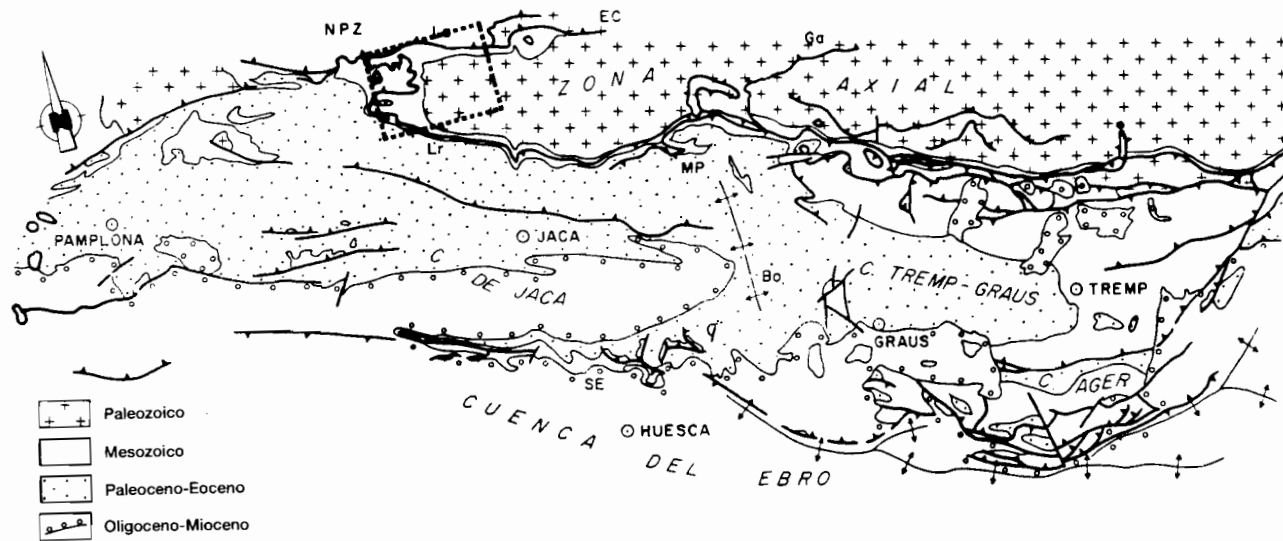 NPZ
EC
Ga
ZONA AXIAL
Lr
MP
PAMPLONA
JACA
Bo
C. DE JACA
C. TREMP-GRAUS
TREMP
GRAUS
C. AGER
SE
CUENCA DEL EBRO
HUESCA
Paleozoico
Mesozoico
Paleoceno-Eoceno
Oligoceno-Mioceno